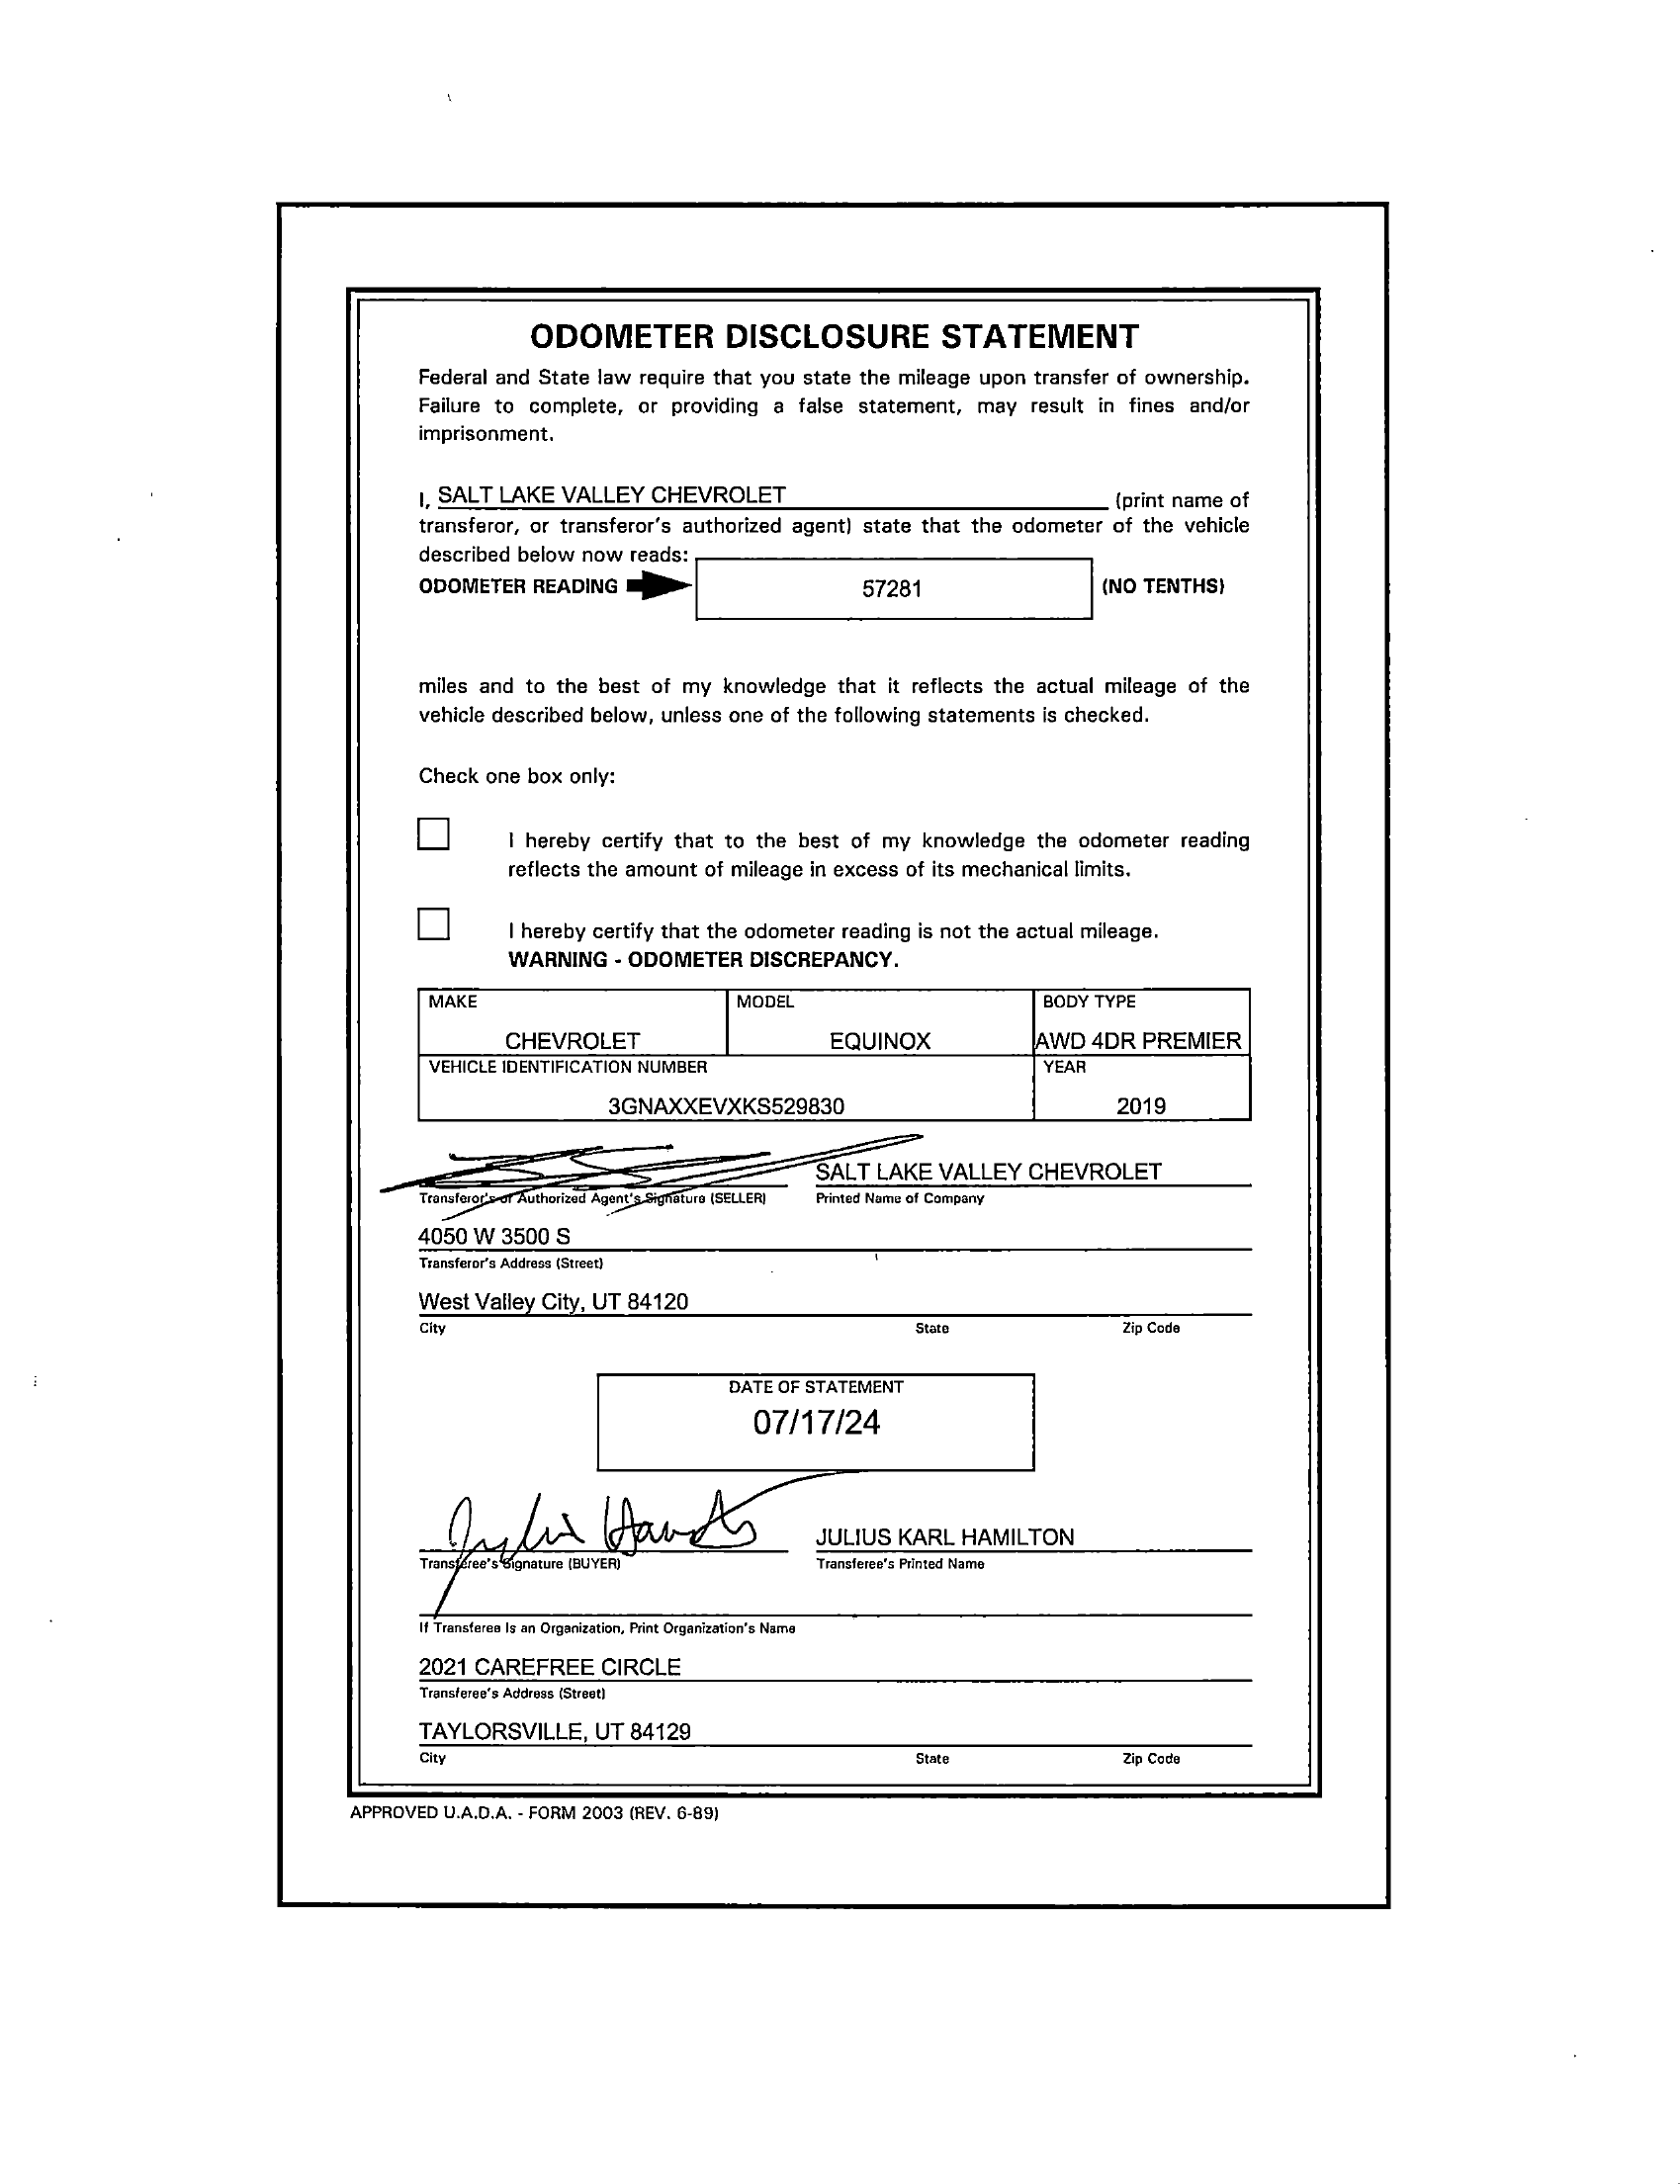 ODOMETER DISCLOSURE STATEMENT
Federal and State law require that you state the mileage upon transfer of ownership.
Failure to complete, or providing a false statement, may result in fines and/or
imprisonment.
I, SALT LAKE VALLEY CHEVROLET (print name of
transferor, or transferor's authorized agent) state that the odometer of the vehicle
described below now reads:
ODOMETER READING 57281 (NO TENTHS)
miles and to the best of my knowledge that it reflects the actual mileage of the
vehicle described below, unless one of the following statements is checked.
Check one box only:
I hereby certify that to the best of my knowledge the odometer reading
reflects the amount of mileage in excess of its mechanical limits.
I hereby certify that the odometer reading is not the actual mileage.
WARNING - ODOMETER DISCREPANCY.
MAKE MODEL BODY TYPE
CHEVROLET EQUINOX AWD 4DR PREMIER
VEHICLE IDENTIFICATION NUMBER YEAR
3GNAXXEVXKS529830 2019
SALT LAKE VALLEY CHEVROLET
Transferor's or Authorized Agent's Signature (SELLER) Printed Name of Company
4050 W 3500 S
Transferor's Address (Street)
West Valley City, UT 84120
City State Zip Code
DATE OF STATEMENT
07/17/24
JULIUS KARL HAMILTON
Transferee's Signature (BUYER) Transferee's Printed Name
If Transferee Is an Organization, Print Organization's Name
2021 CAREFREE CIRCLE
Transferee's Address (Street)
TAYLORSVILLE, UT 84129
City State Zip Code
APPROVED U.A.D.A. - FORM 2003 (REV. 6-89)